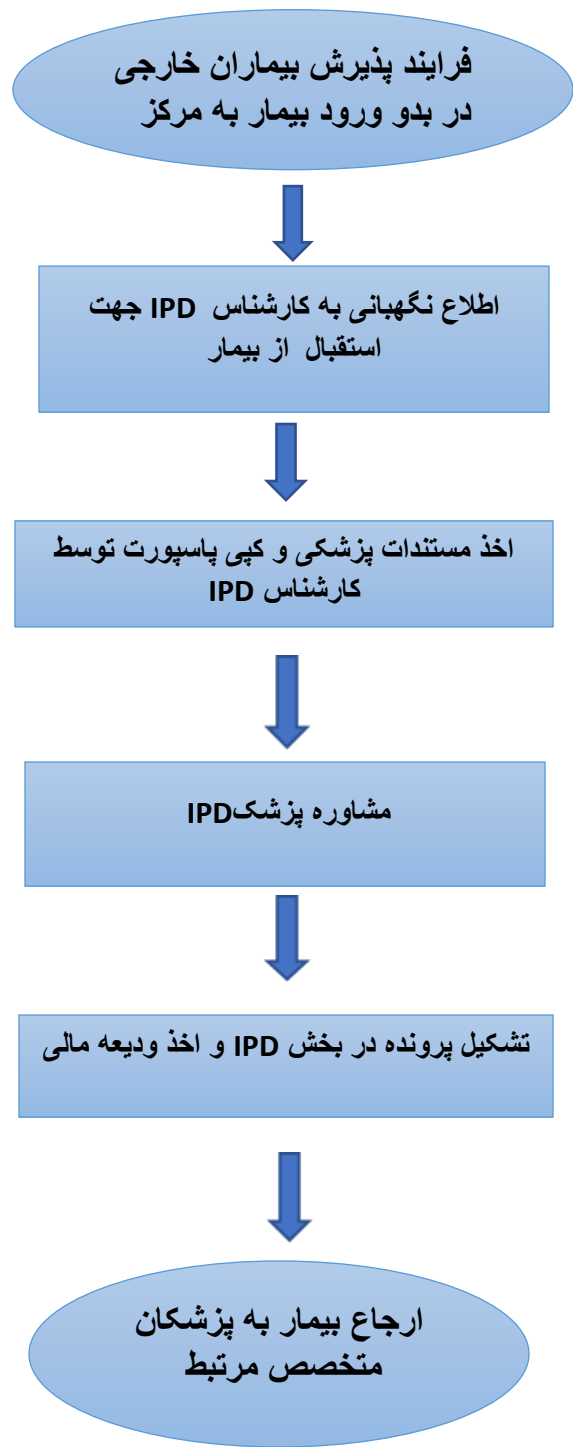 فرایند پذیرش بیماران خارجی
در بدو ورود بیمار به مرکز
اطلاع نگهبانی به کارشناس IPD جهت
استقبال از بیمار
اخذ مستندات پزشکی و کپی پاسپورت توسط
کارشناس IPD
مشاوره پزشکIPD
تشکیل پرونده در بخش IPD و اخذ ودیعه مالی
ارجاع بیمار به پزشکان
متخصص مرتبط